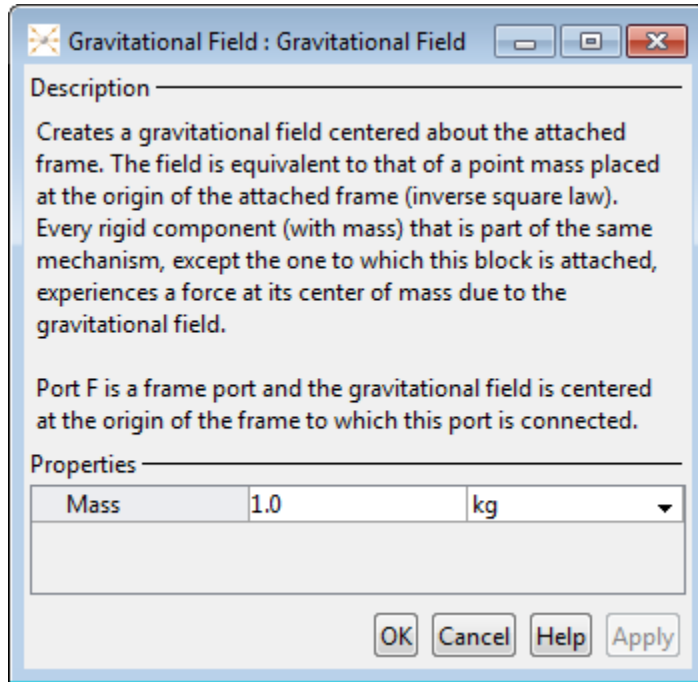 Gravitational Field : Gravitational Field
Description
Creates a gravitational field centered about the attached
frame. The field is equivalent to that of a point mass placed
at the origin of the attached frame (inverse square law).
Every rigid component (with mass) that is part of the same
mechanism, except the one to which this block is attached,
experiences a force at its center of mass due to the
gravitational field.
Port F is a frame port and the gravitational field is centered
at the origin of the frame to which this port is connected.
Properties
Mass 1.0 kg
OK Cancel Help Apply